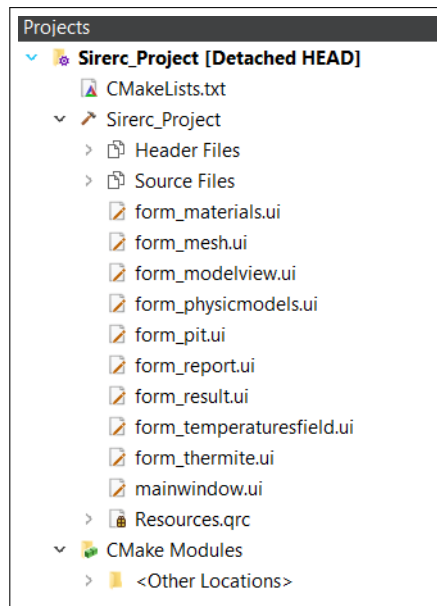 Projects
Sirerc_Project [Detached HEAD]
CMakeLists.txt
Sirerc_Project
Header Files
Source Files
form_materials.ui
form_mesh.ui
form_modelview.ui
form_physicmodels.ui
form_pit.ui
form_report.ui
form_result.ui
form_temperaturesfield.ui
form_thermite.ui
mainwindow.ui
Resources.qrc
CMake Modules
<Other Locations>